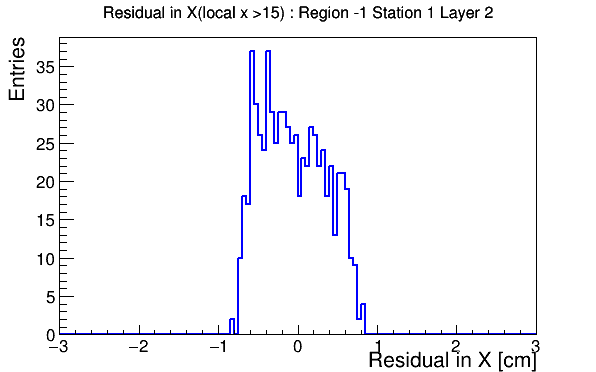 Residual in X(local x >15) : Region -1 Station 1 Layer 2
Entries
35
30
25
20
15
10
5
0
−3 −2 −1 0 1 2 3
Residual in X [cm]